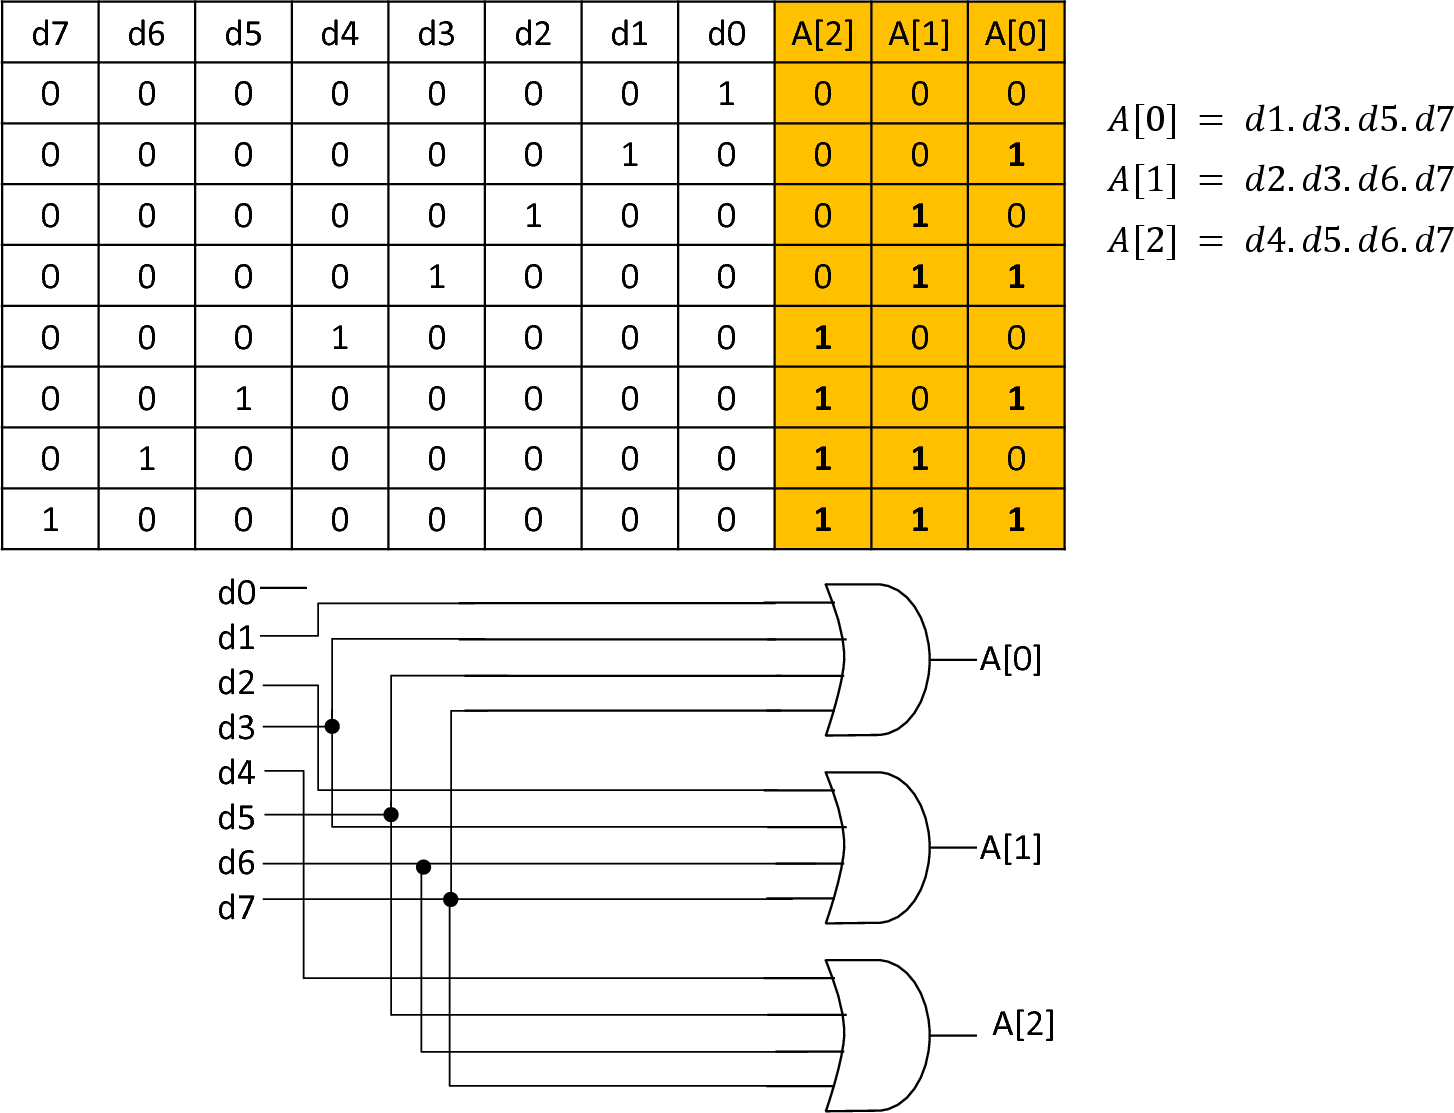 d7 d6 d5 d4 d3 d2 d1 d0 A[2] A[1] A[0]
0 0 0 0 0 0 0 1 0 0 0
0 0 0 0 0 0 1 0 0 0 1
0 0 0 0 0 1 0 0 0 1 0
0 0 0 0 1 0 0 0 0 1 1
0 0 0 1 0 0 0 0 1 0 0
0 0 1 0 0 0 0 0 1 0 1
0 1 0 0 0 0 0 0 1 1 0
1 0 0 0 0 0 0 0 1 1 1
A[0] = d1.d3.d5.d7
A[1] = d2.d3.d6.d7
A[2] = d4.d5.d6.d7
d0
d1
d2
d3
d4
d5
d6
d7
A[0]
A[1]
A[2]